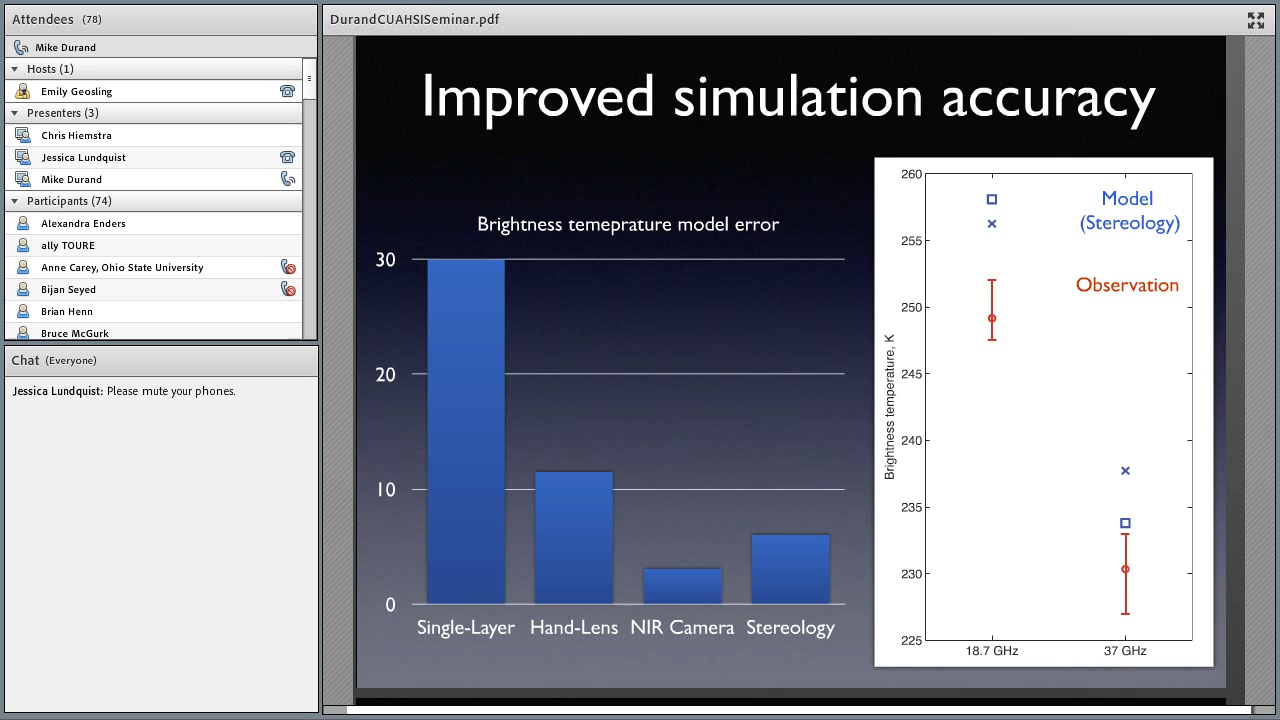 Attendees (78)
Mike Durand
Hosts (1)
Emily Geosling
Presenters (3)
Chris Hiemstra
Jessica Lundquist
Mike Durand
Participants (74)
Alexandra Enders
ally TOURE
Anne Carey, Ohio State University
Bijan Seyed
Brian Henn
Bruce McGurk
Chat (Everyone)
Jessica Lundquist: Please mute your phones.
DurandCUAHSISeminar.pdf
Improved simulation accuracy
Brightness temeprature model error
30
20
10
0
Single-Layer Hand-Lens NIR Camera Stereology
Model
(Stereology)
Observation
Brightness temperature, K
260
255
250
245
240
235
230
225
18.7 GHz 37 GHz